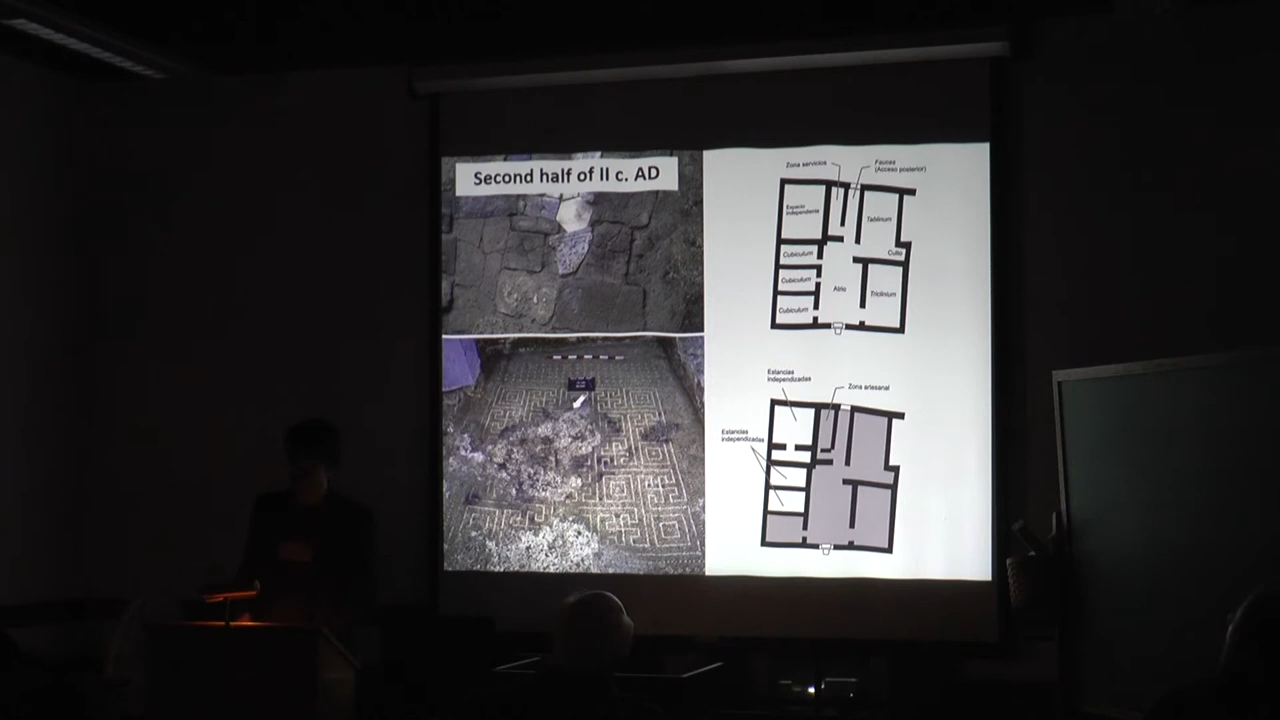 Second half of II c. AD
Zona servicios
Fauces
(Acceso posterior)
Espacio
Independiente
Tablinum
Culto
Cubiculum
Cubiculum
Cubiculum
Atrio
Triclinium
Estancias
Independizadas
Zona artesanal
Estancias
independizadas